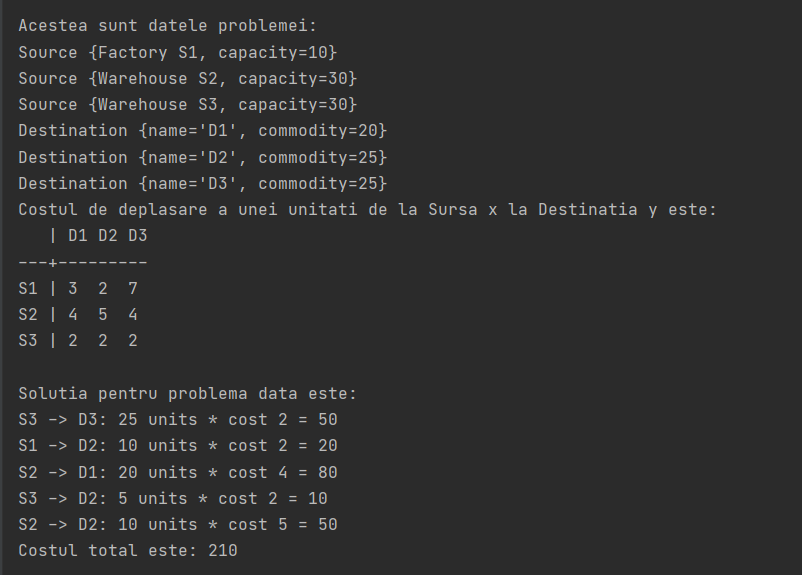 Acestea sunt datele problemei:
Source {Factory S1, capacity=10}
Source {Warehouse S2, capacity=30}
Source {Warehouse S3, capacity=30}
Destination {name='D1', commodity=20}
Destination {name='D2', commodity=25}
Destination {name='D3', commodity=25}
Costul de deplasare a unei unitati de la Sursa x la Destinatia y este:
   | D1 D2 D3
---+---------
S1 | 3  2  7
S2 | 4  5  4
S3 | 2  2  2
Solutia pentru problema data este:
S3 -> D3: 25 units * cost 2 = 50
S1 -> D2: 10 units * cost 2 = 20
S2 -> D1: 20 units * cost 4 = 80
S3 -> D2: 5 units * cost 2 = 10
S2 -> D2: 10 units * cost 5 = 50
Costul total este: 210